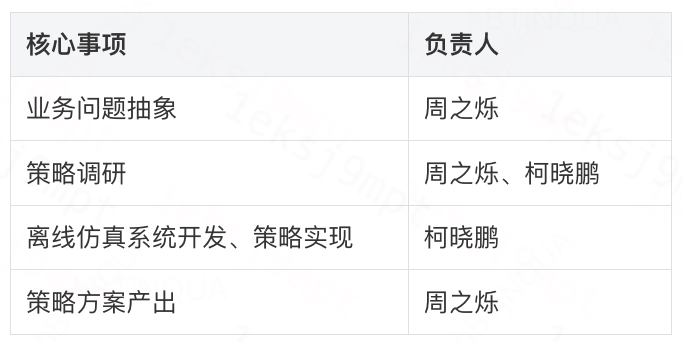 核心事项 负责人
业务问题抽象 周之烁
策略调研 周之烁、柯晓鹏
离线仿真系统开发、策略实现 柯晓鹏
策略方案产出 周之烁